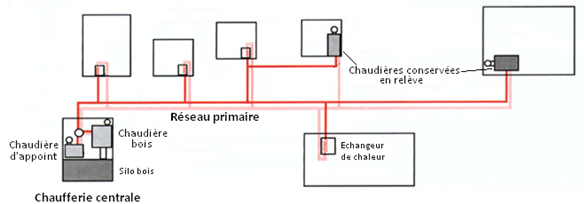 Chaudières conservées
en relève
Réseau primaire
Chaudière
d'appoint
Chaudière
bois
Echangeur
de chaleur
Silo bois
Chaufferie centrale